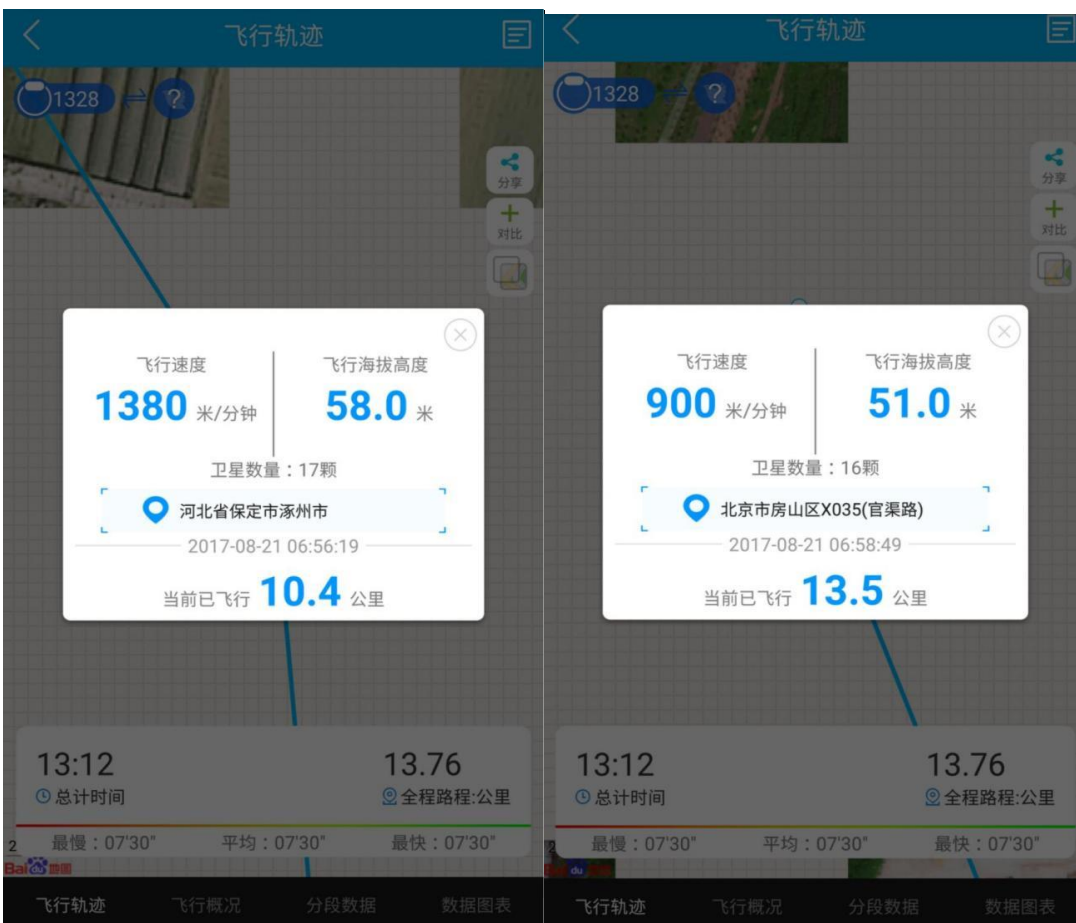 飞行轨迹
1328
分享
对比
飞行速度
飞行海拔高度
1380 米/分钟
58.0 米
卫星数量：17颗
河北省保定市涿州市
2017-08-21 06:56:19
当前已飞行 10.4 公里
13:12
13.76
总计时间
全程路程:公里
最慢：07'30"
平均：07'30"
最快：07'30"
2
Bai du 地图
飞行轨迹
飞行概况
分段数据
数据图表
飞行轨迹
1328
分享
对比
飞行速度
飞行海拔高度
900 米/分钟
51.0 米
卫星数量：16颗
北京市房山区X035(官渠路)
2017-08-21 06:58:49
当前已飞行 13.5 公里
13:12
13.76
总计时间
全程路程:公里
最慢：07'30"
平均：07'30"
最快：07'30"
du
飞行轨迹
飞行概况
分段数据
数据图表